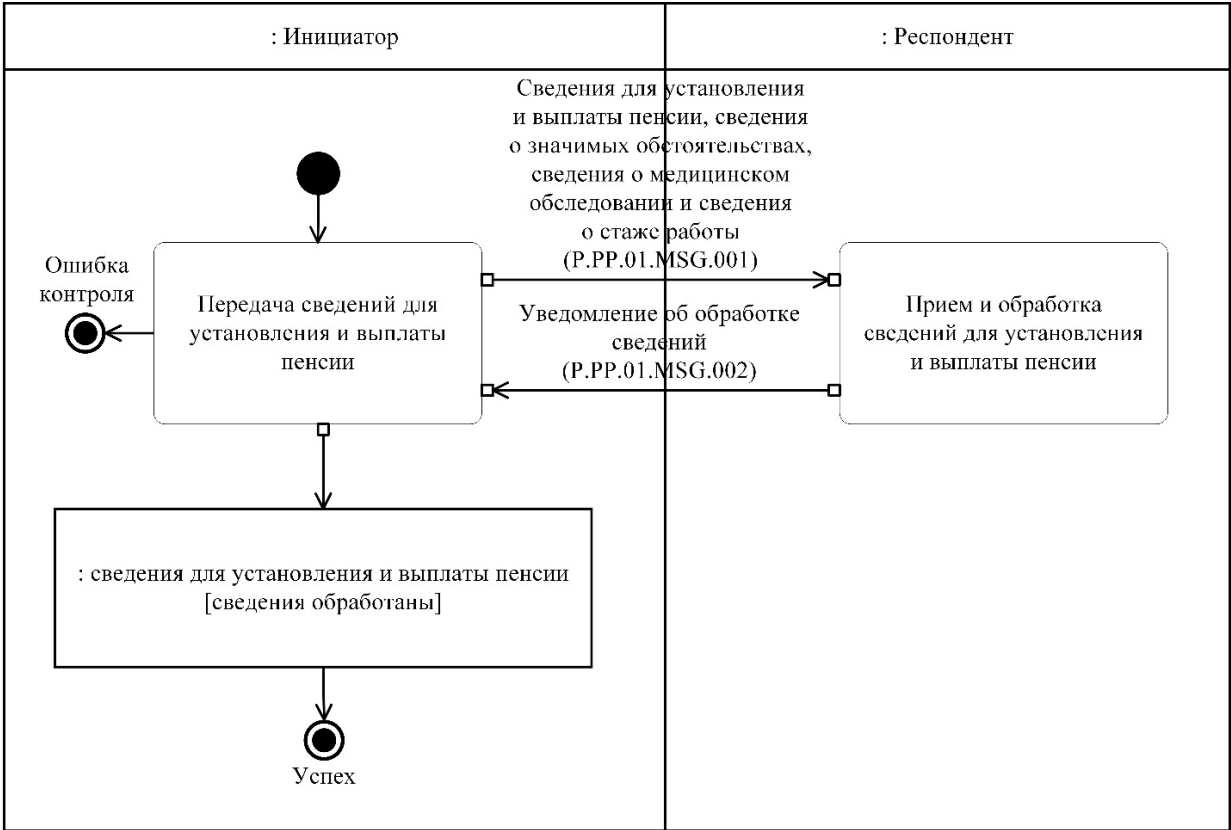 : Инициатор
: Респондент
Сведения для установления
и выплаты пенсии, сведения
о значимых обстоятельствах,
сведения о медицинском
обследовании и сведения
о стаже работы
(P.PP.01.MSG.001)
Ошибка
контроля
Передача сведений для
установления и выплаты
пенсии
Уведомление об обработке
сведений
(P.PP.01.MSG.002)
Прием и обработка
сведений для установления
и выплаты пенсии
: сведения для установления и выплаты пенсии
[сведения обработаны]
Успех